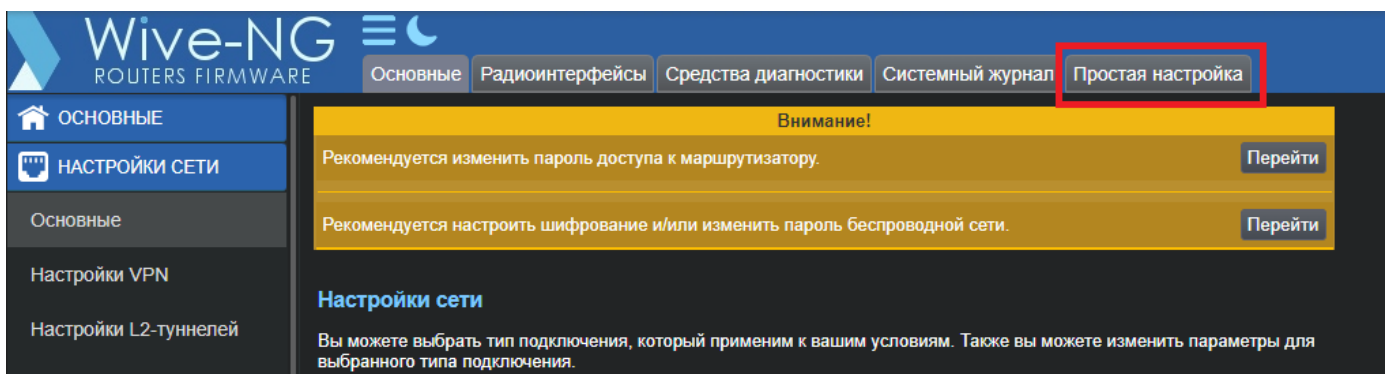 Wive-NG
ROUTERS FIRMWARE
Основные Радиоинтерфейсы Средства диагностики Системный журнал Простая настройка
ОСНОВНЫЕ
НАСТРОЙКИ СЕТИ
Основные
Настройки VPN
Настройки L2-туннелей
Внимание!
Рекомендуется изменить пароль доступа к маршрутизатору. Перейти
Рекомендуется настроить шифрование и/или изменить пароль беспроводной сети. Перейти
Настройки сети
Вы можете выбрать тип подключения, который применим к вашим условиям. Также вы можете изменить параметры для
выбранного типа подключения.